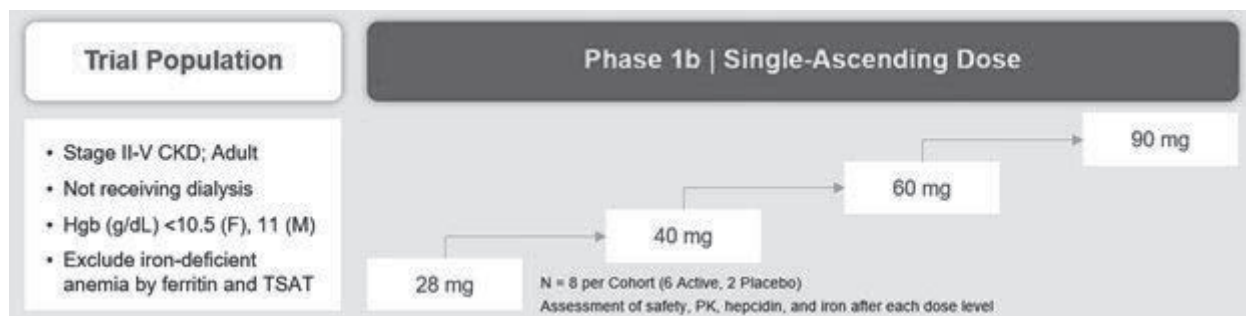 Trial Population
Phase 1b | Single-Ascending Dose
• Stage II-V CKD; Adult
• Not receiving dialysis
• Hgb (g/dL) <10.5 (F), 11 (M)
• Exclude iron-deficient
anemia by ferritin and TSAT
90 mg
60 mg
40 mg
28 mg
N = 8 per Cohort (6 Active, 2 Placebo)
Assessment of safety, PK, hepcidin, and iron after each dose level